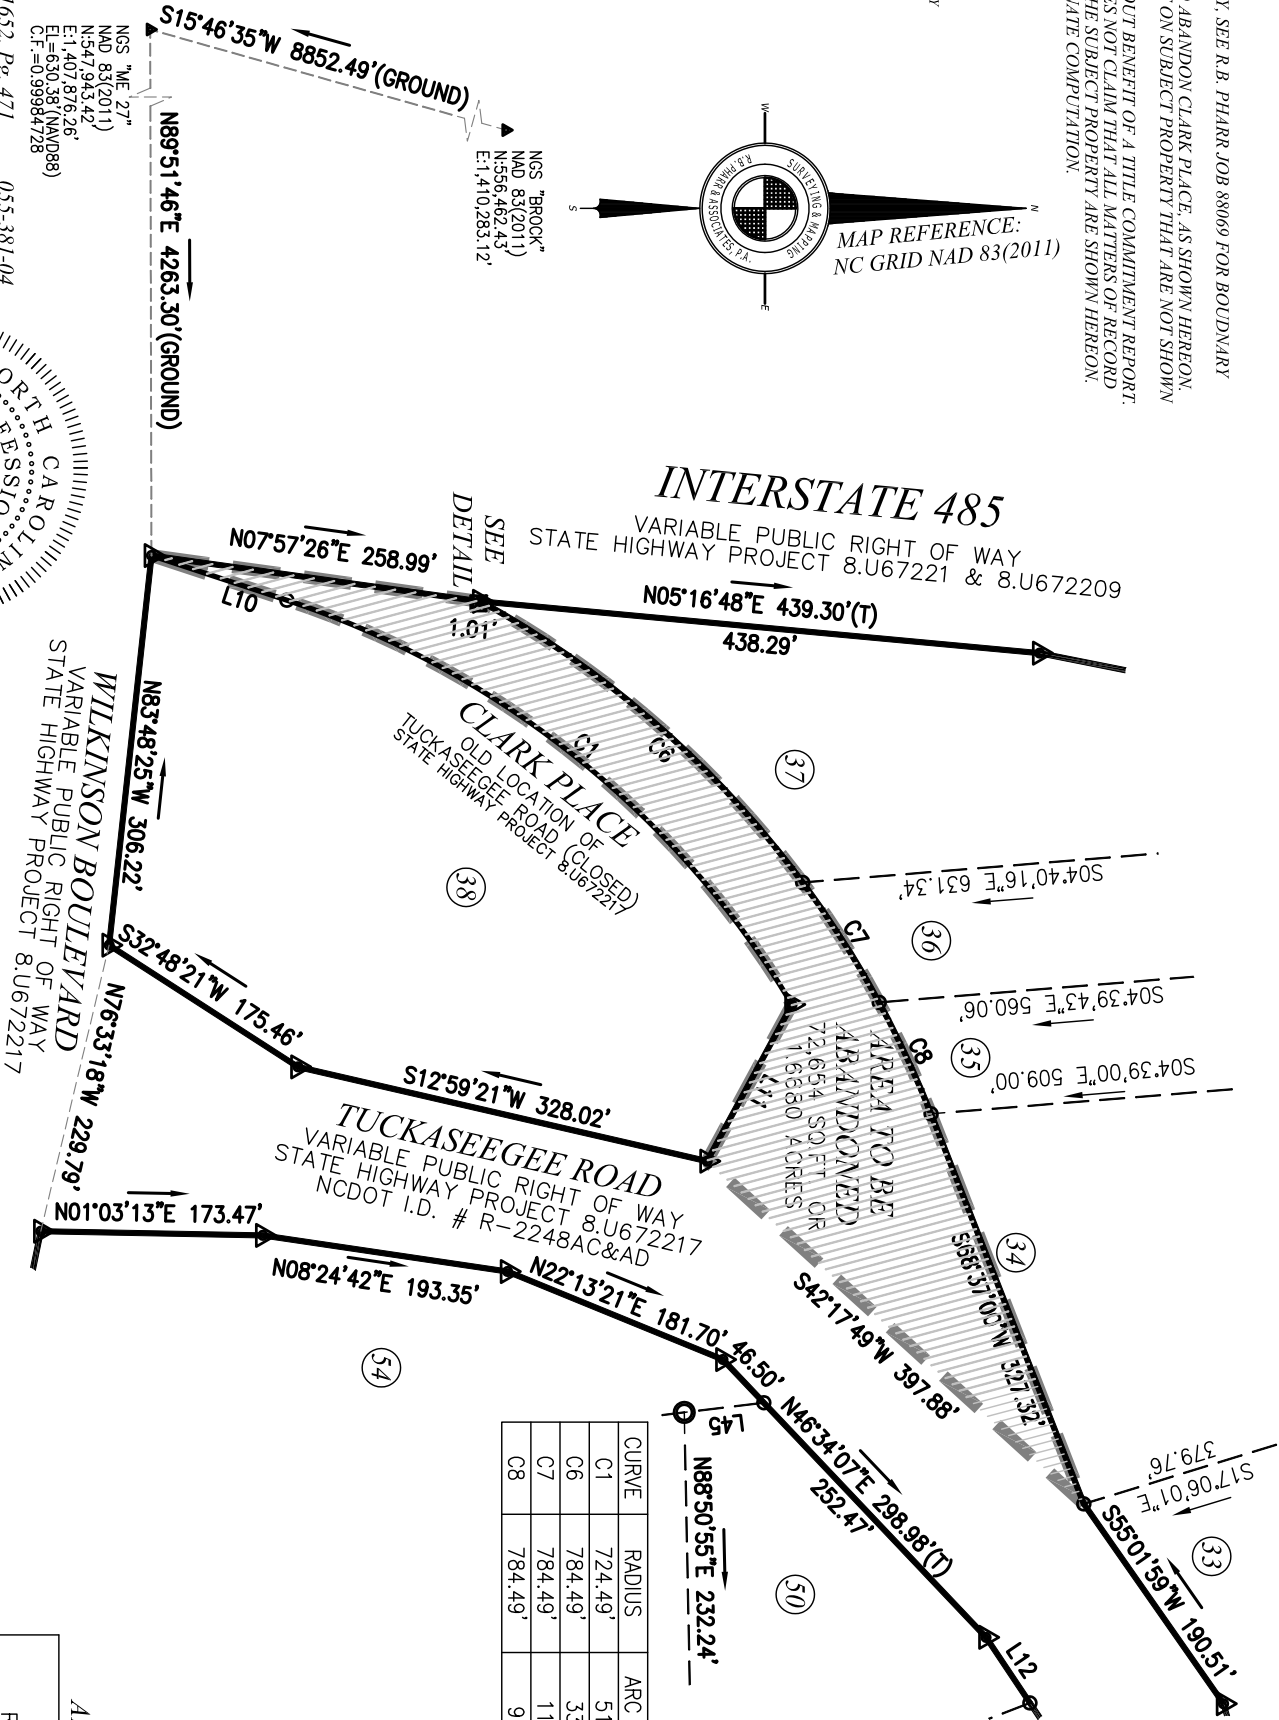 Y, SEE R.B. PHARR JOB 88069 FOR BOUDNARY
ABANDON CLARK PLACE, AS SHOWN HEREON.
ON SUBJECT PROPERTY THAT ARE NOT SHOWN
OUT BENEFIT OF A TITLE COMMITMENT REPORT.
ES NOT CLAIM THAT ALL MATTERS OF RECORD
HE SUBJECT PROPERTY ARE SHOWN HEREON.
NATE COMPUTATION.
Y
MAP REFERENCE:
NC GRID NAD 83(2011)
N
S
W
E
SURVEYING & MAPPING
R.B. PHARR & ASSOCIATES, P.A.
NGS "BROCK"
NAD 83(2011)
N:556,462.43'
E:1,410,283.12'
S15°46'35"W 8852.49'(GROUND)
NGS "ME 27"
NAD 83(2011)
N:547,943.42'
E:1,407,876.26'
EL=630.38'(NAVD88)
C.F.=0.99984728
N89°51'46"E 4263.30'(GROUND)
1652, Pg. 471
055-381-04
ORTH CAROLIN
FESSIO
INTERSTATE 485
VARIABLE PUBLIC RIGHT OF WAY
STATE HIGHWAY PROJECT 8.U67221 & 8.U672209
N07°57'26"E 258.99'
SEE
DETAIL
1.01'
N05°16'48"E 439.30'(T)
438.29'
L10
C1
C6
CLARK PLACE
OLD LOCATION OF
TUCKASEEGEE ROAD (CLOSED)
STATE HIGHWAY PROJECT 8.U672217
37
38
N83°48'25"W 306.22'
WILKINSON BOULEVARD
VARIABLE PUBLIC RIGHT OF WAY
STATE HIGHWAY PROJECT 8.U672217
S04°40'16"E 631.34'
C7
36
S04°39'43"E 560.06'
C8
35
S04°39'00"E 509.00'
AREA TO BE
ABANDONED
72,654 SQ.FT. OR
1.6680 ACRES
S32°48'21"W 175.46'
S12°59'21"W 328.02'
N76°33'18"W 229.79'
TUCKASEEGEE ROAD
VARIABLE PUBLIC RIGHT OF WAY
STATE HIGHWAY PROJECT 8.U672217
NCDOT I.D. # R-2248AC&AD
N01°03'13"E 173.47'
N08°24'42"E 193.35'
N22°13'21"E 181.70'
46.50'
34
S68°37'00"W 327.32'
S42°17'49"W 397.88'
54
L45
N46°34'07"E 298.98'(T)
252.47'
N88°50'55"E 232.24'
S17°06'01"E
379.76'
33
S55°01'59"W 190.51'
50
L12
CURVE RADIUS ARC
C1 724.49' 51
C6 784.49' 33
C7 784.49' 11
C8 784.49' 9
A